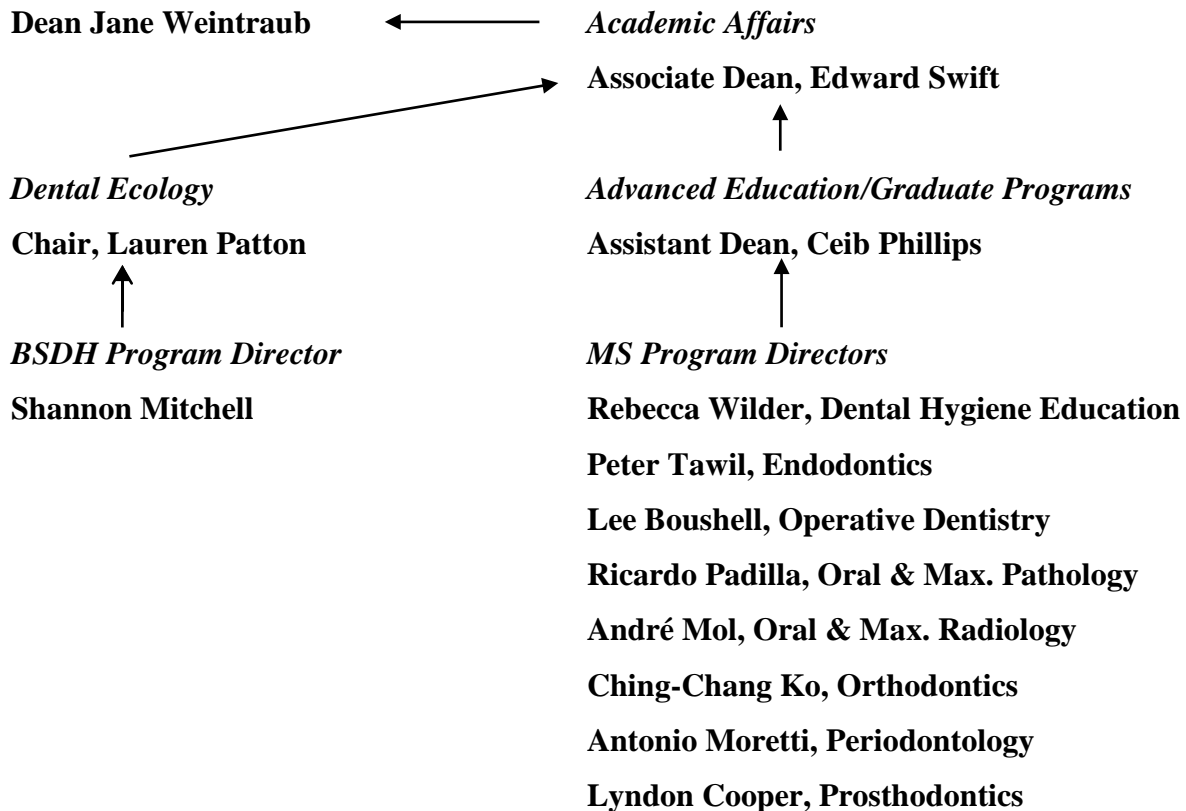 Dean Jane Weintraub
Academic Affairs
Associate Dean, Edward Swift
Dental Ecology
Advanced Education/Graduate Programs
Chair, Lauren Patton
Assistant Dean, Ceib Phillips
BSDH Program Director
MS Program Directors
Shannon Mitchell
Rebecca Wilder, Dental Hygiene Education
Peter Tawil, Endodontics
Lee Boushell, Operative Dentistry
Ricardo Padilla, Oral & Max. Pathology
André Mol, Oral & Max. Radiology
Ching-Chang Ko, Orthodontics
Antonio Moretti, Periodontology
Lyndon Cooper, Prosthodontics